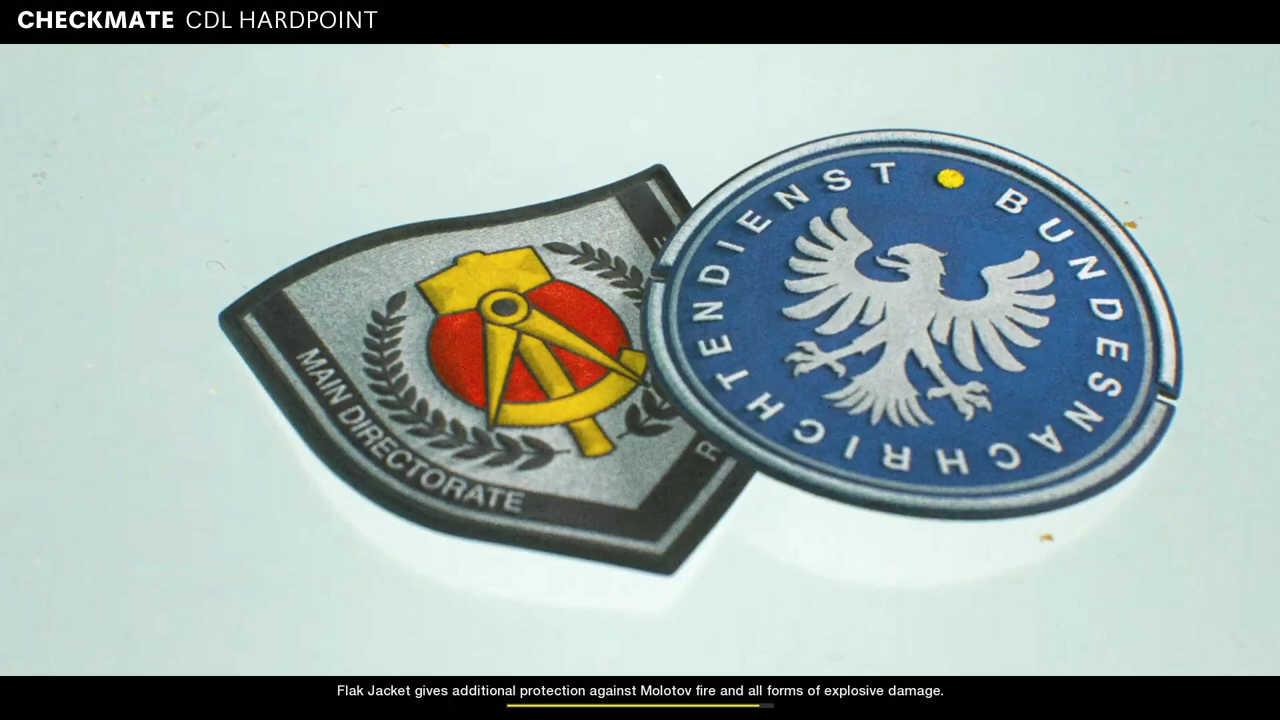 CHECKMATE CDL HARDPOINT
BUNDESNACHRICHTENDIENST
MAIN DIRECTORATE
R
Flak Jacket gives additional protection against Molotov fire and all forms of explosive damage.